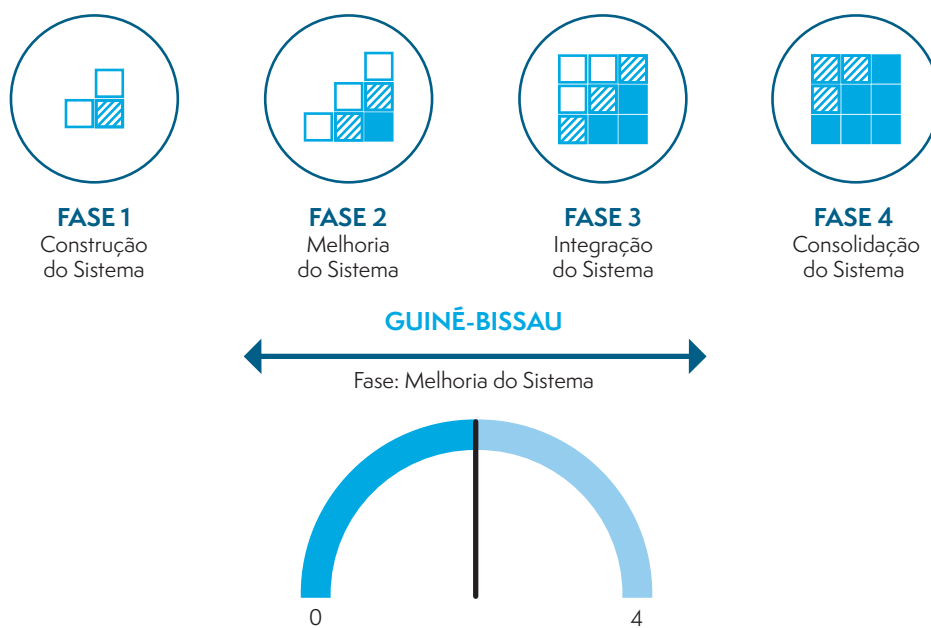 FASE 1
Construção
do Sistema
FASE 2
Melhoria
do Sistema
FASE 3
Integração
do Sistema
FASE 4
Consolidação
do Sistema
GUINÉ-BISSAU
Fase: Melhoria do Sistema
0
4